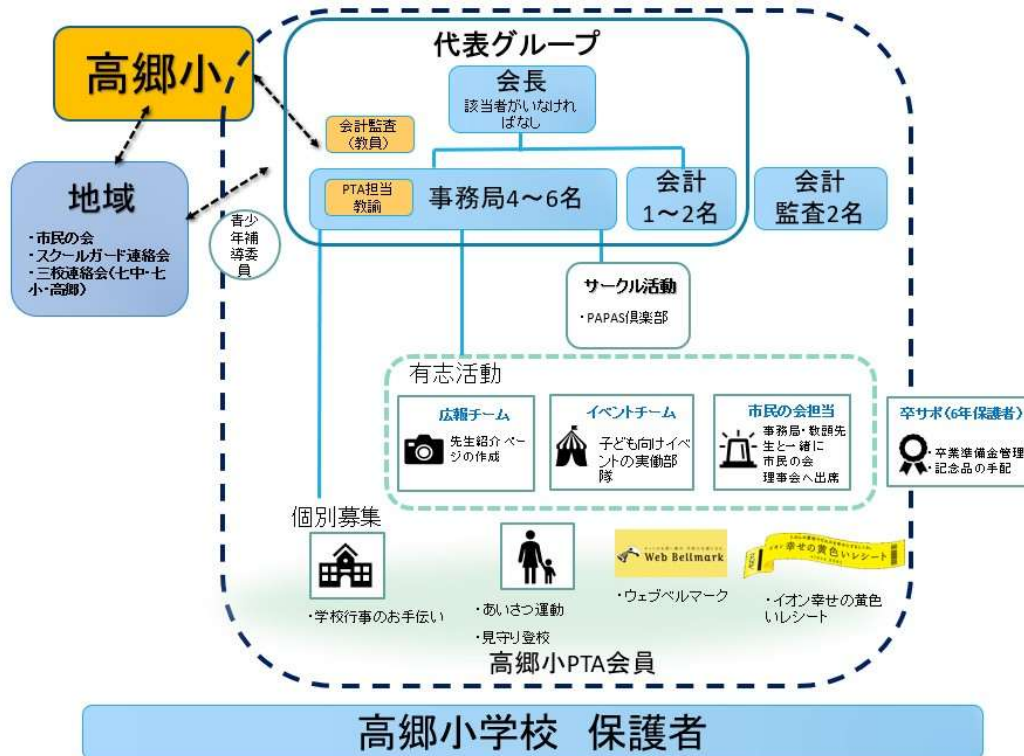 代表グループ
高郷小
会長
該当者がいなけれ
ばなし
会計監査
(教員)
地域
・市民の会
・スクールガード連絡会
・三校連絡会(七中・七
小・高郷)
青少
年補
導委
員
PTA担当
教諭
事務局4～6名
会計
1～2名
会計
監査2名
サークル活動
・PAPAS倶楽部
有志活動
広報チーム
先生紹介ペー
ジの作成
イベントチーム
子ども向けイベ
ントの実働部
隊
市民の会担当
事務局・教頭先
生と一緒に
市民の会
理事会へ出席
卒サポ(6年保護者)
・卒業準備金管理
・記念品の手配
個別募集
・学校行事のお手伝い
・あいさつ運動
・見守り登校
Web Bellmark
・ウェブベルマーク
幸せの黄色いレシート
・イオン幸せの黄色
いレシート
高郷小PTA会員
高郷小学校 保護者